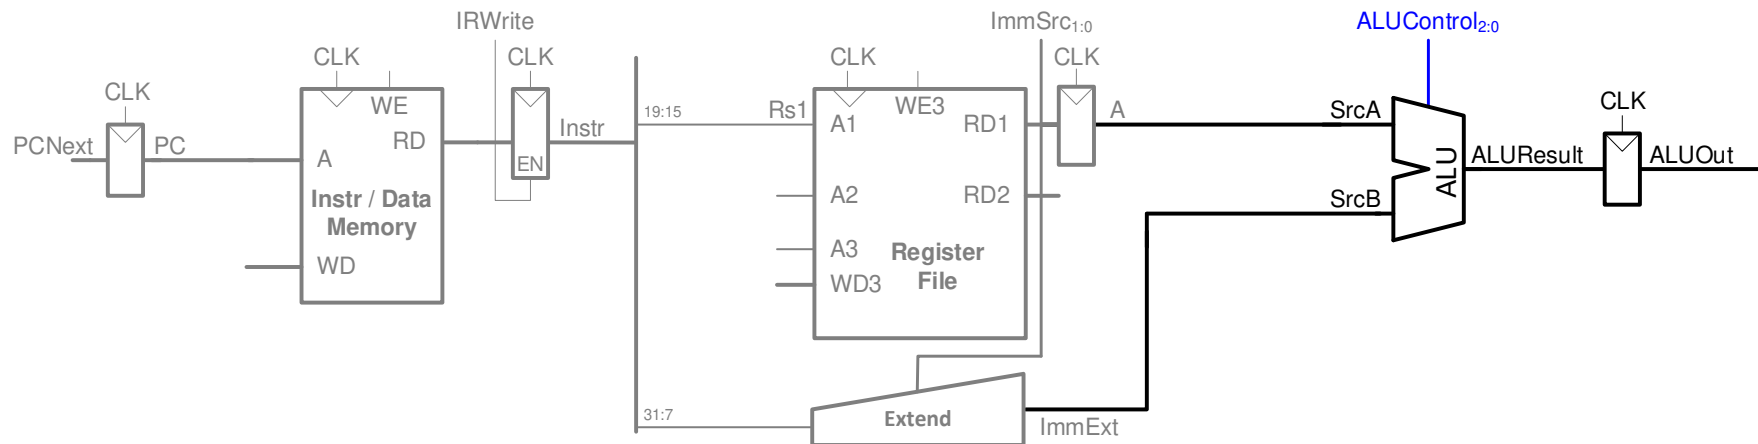 IRWrite
ImmSrc1:0
ALUControl2:0
CLK
CLK
CLK
CLK
CLK
CLK
PCNext
PC
WE
RD
A
Instr / Data
Memory
WD
EN
Instr
19:15
Rs1
A1
WE3
RD1
A2
RD2
A3
WD3
Register
File
A
SrcA
SrcB
ALU
ALUResult
ALUOut
31:7
Extend
ImmExt